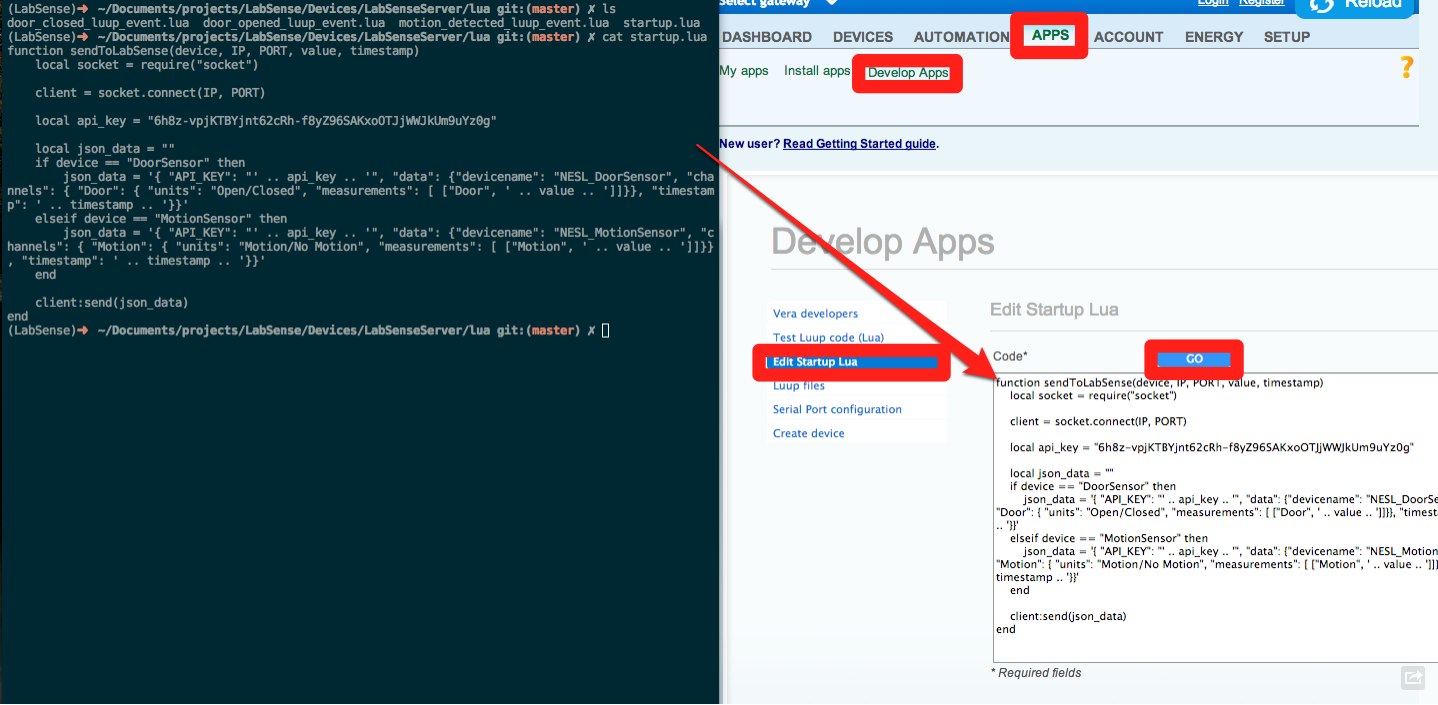 (LabSense)➜ ~/Documents/projects/LabSense/Devices/LabSenseServer/lua git:(master) ✗ ls
door_closed_luup_event.lua door_opened_luup_event.lua motion_detected_luup_event.lua startup.lua
(LabSense)➜ ~/Documents/projects/LabSense/Devices/LabSenseServer/lua git:(master) ✗ cat startup.lua
function sendToLabSense(device, IP, PORT, value, timestamp)
    local socket = require("socket")
    client = socket.connect(IP, PORT)
    local api_key = "6h8z-vpjKTBYjnt62cRh-f8yZ96SAKxoOTJjWWJkUm9uYz0g"
    local json_data = ""
    if device == "DoorSensor" then
        json_data = '{ "API_KEY": "' .. api_key .. '", "data": {"devicename": "NESL_DoorSensor", "cha
nnels": { "Door": { "units": "Open/Closed", "measurements": [ ["Door", ' .. value .. ']]}}, "timestam
p": ' .. timestamp .. '}}'
    elseif device == "MotionSensor" then
        json_data = '{ "API_KEY": "' .. api_key .. '", "data": {"devicename": "NESL_MotionSensor", "c
hannels": { "Motion": { "units": "Motion/No Motion", "measurements": [ ["Motion", ' .. value .. ']]}}
, "timestamp": ' .. timestamp .. '}}'
    end
    client:send(json_data)
end
(LabSense)➜ ~/Documents/projects/LabSense/Devices/LabSenseServer/lua git:(master) ✗
Select gateway
Login Register
Reload
DASHBOARD DEVICES AUTOMATION APPS ACCOUNT ENERGY SETUP
My apps Install apps Develop Apps
?
New user? Read Getting Started guide.
Develop Apps
Vera developers
Test Luup code (Lua)
Edit Startup Lua
Luup files
Serial Port configuration
Create device
Edit Startup Lua
Code*
GO
function sendToLabSense(device, IP, PORT, value, timestamp)
    local socket = require("socket")
    client = socket.connect(IP, PORT)
    local api_key = "6h8z-vpjKTBYjnt62cRh-f8yZ96SAKxoOTJjWWJkUm9uYz0g"
    local json_data = ""
    if device == "DoorSensor" then
        json_data = '{ "API_KEY": "' .. api_key .. '", "data": {"devicename": "NESL_DoorSe
"Door": { "units": "Open/Closed", "measurements": [ ["Door", ' .. value .. ']]}}, "timest
.. '}}'
    elseif device == "MotionSensor" then
        json_data = '{ "API_KEY": "' .. api_key .. '", "data": {"devicename": "NESL_Motion
"Motion": { "units": "Motion/No Motion", "measurements": [ ["Motion", ' .. value .. ']]}
timestamp .. '}}'
    end
    client:send(json_data)
end
* Required fields